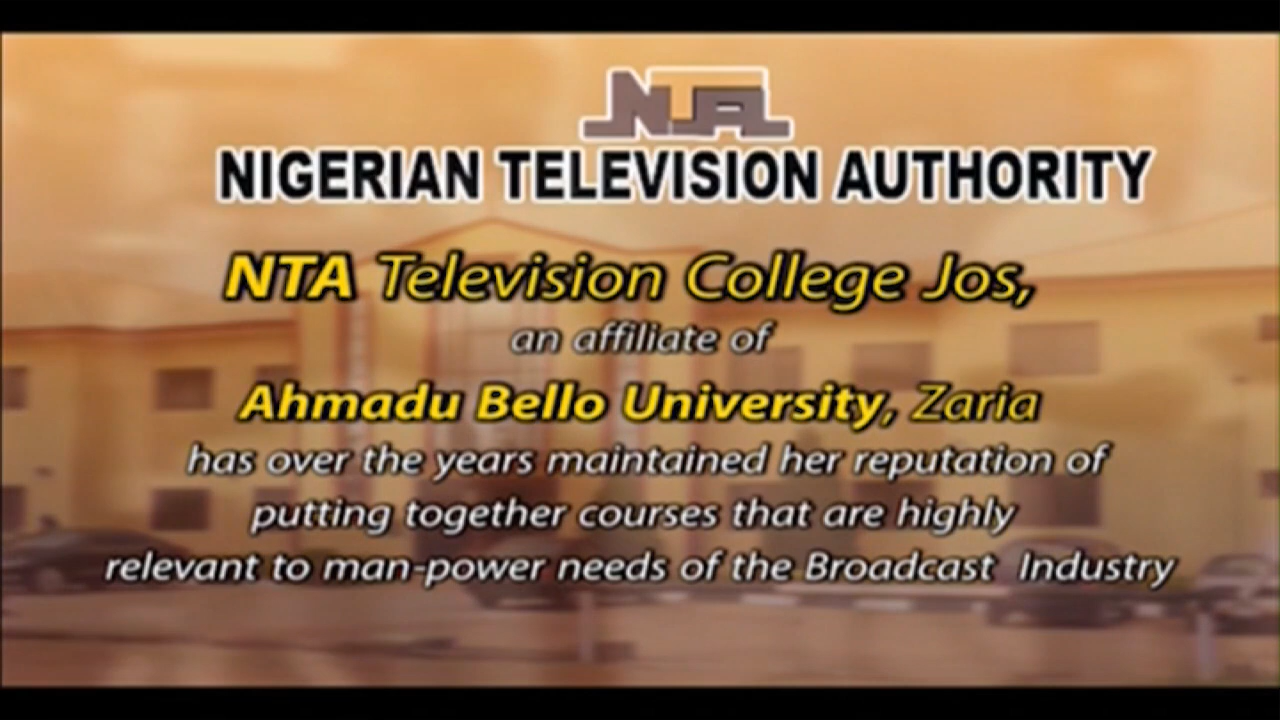 NTA
NIGERIAN TELEVISION AUTHORITY
NTA Television College Jos,
an affiliate of
Ahmadu Bello University, Zaria
has over the years maintained her reputation of
putting together courses that are highly
relevant to man-power needs of the Broadcast Industry